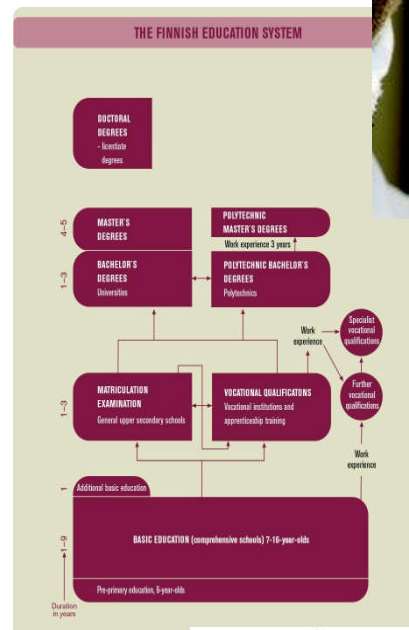 THE FINNISH EDUCATION SYSTEM
DOCTORAL
DEGREES
- licentiate
degrees
4–5
MASTER'S
DEGREES
POLYTECHNIC
MASTER'S DEGREES
Work experience 3 years
1–3
BACHELOR'S
DEGREES
Universities
POLYTECHNIC BACHELOR'S
DEGREES
Polytechnics
Specialist
vocational
qualifications
Work
experience
1–3
MATRICULATION
EXAMINATION
General upper secondary schools
VOCATIONAL QUALIFICATONS
Vocational institutions and
apprenticeship training
Further
vocational
qualifications
Work
experience
1
Additional basic education
1–9
BASIC EDUCATION (comprehensive schools) 7-16-year-olds
Pre-primary education, 6-year-olds
Duration
in years